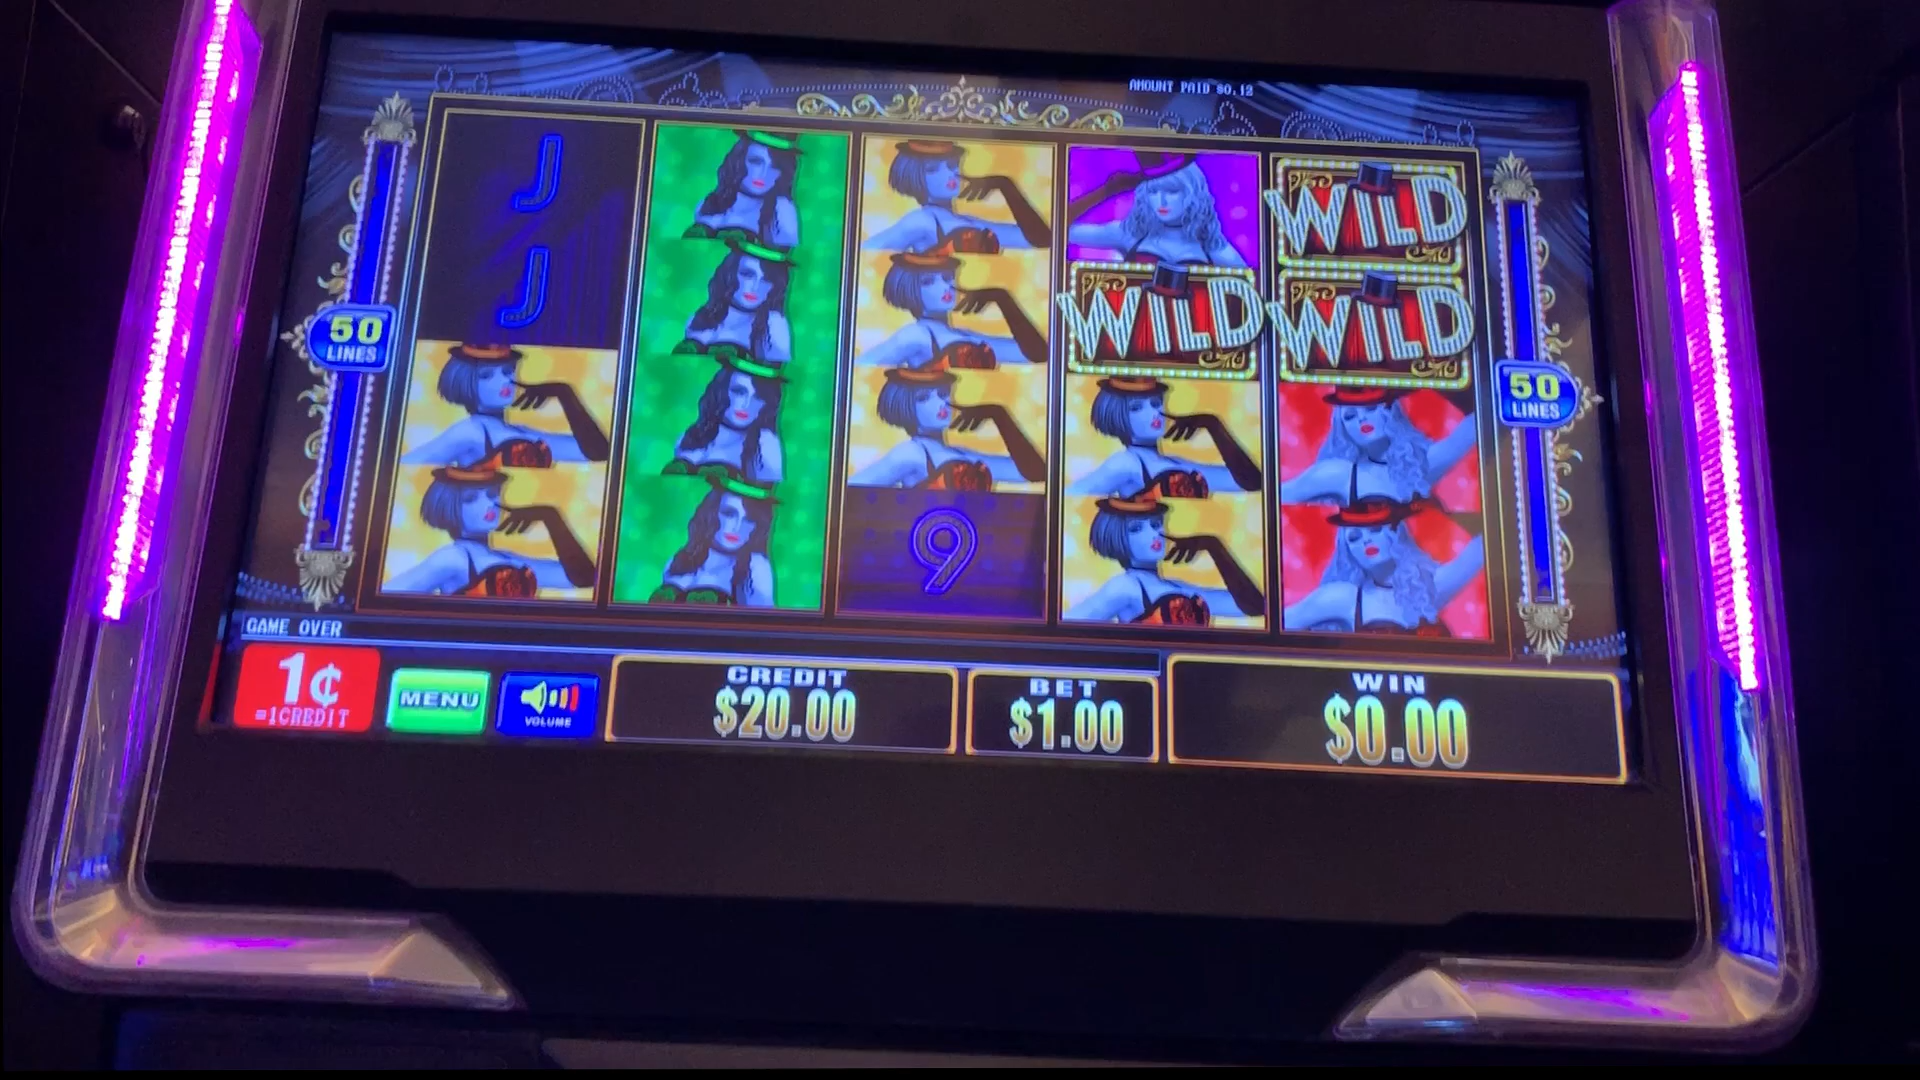 AMOUNT PAID $0.12
J
J
9
WILD
WILD
WILD
50
LINES
50
LINES
GAME OVER
1¢
=1CREDIT
MENU
VOLUME
CREDIT
$20.00
BET
$1.00
WIN
$0.00